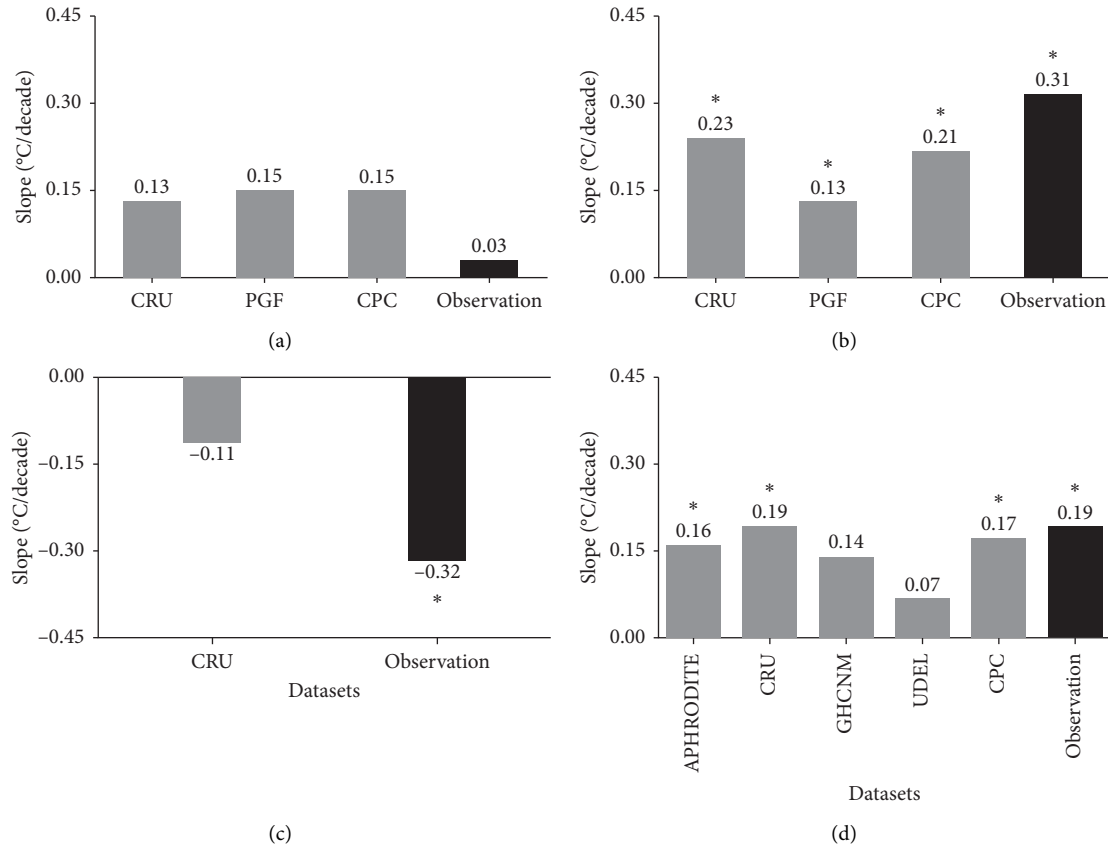 0.45
0.30
0.15
0.00
Slope (°C/decade)
0.13
0.15
0.15
0.03
CRU
PGF
CPC
Observation
(a)
0.45
0.30
0.15
0.00
Slope (°C/decade)
*
0.23
*
0.13
*
0.21
*
0.31
CRU
PGF
CPC
Observation
(b)
0.00
–0.15
–0.30
–0.45
Slope (°C/decade)
–0.11
–0.32
*
CRU
Observation
Datasets
(c)
0.45
0.30
0.15
0.00
Slope (°C/decade)
*
0.16
*
0.19
0.14
0.07
*
0.17
*
0.19
APHRODITE
CRU
GHCNM
UDEL
CPC
Observation
Datasets
(d)